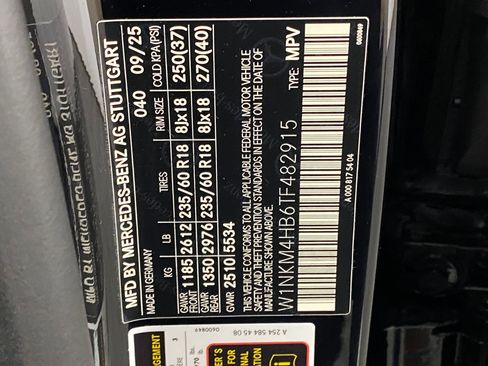 MFD BY MERCEDES-BENZ AG STUTTGART
MADE IN GERMANY 040 09/25
KG LB TIRES RIM SIZE COLD KPA(PSI)
GAWR FRONT 1185 2612 235/60 R18 8Jx18 250(37)
GAWR REAR 1350 2976 235/60 R18 8Jx18 270(40)
GVWR 2510 5534
THIS VEHICLE CONFORMS TO ALL APPLICABLE FEDERAL MOTOR VEHICLE
SAFETY AND THEFT PREVENTION STANDARDS IN EFFECT ON THE DATE OF
MANUFACTURE SHOWN ABOVE.
TYPE: MPV
W1NKM4HB6TF482915
A 000 817 54 04
0600849
A 254 584 45 08
0600849